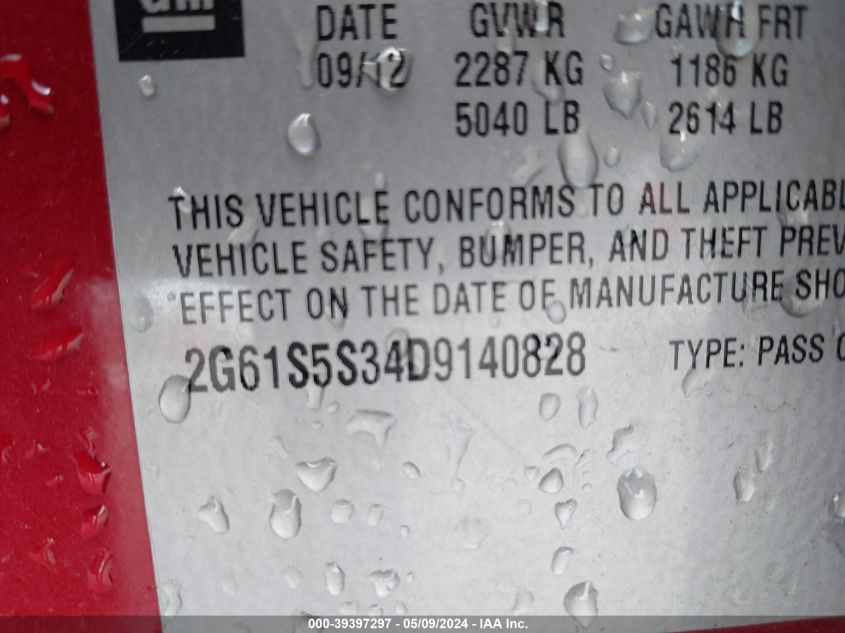 GM
DATE GVWR GAWR FRT
09/12 2287 KG 1186 KG
5040 LB 2614 LB
THIS VEHICLE CONFORMS TO ALL APPLICABL
VEHICLE SAFETY, BUMPER, AND THEFT PREV
EFFECT ON THE DATE OF MANUFACTURE SHO
2G61S5S34D9140828 TYPE: PASS C
000-39397297 - 05/09/2024 - IAA Inc.